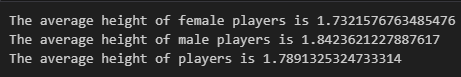 The average height of female players is 1.7321576763485476
The average height of male players is 1.8423621227887617
The average height of players is 1.7891325324733314